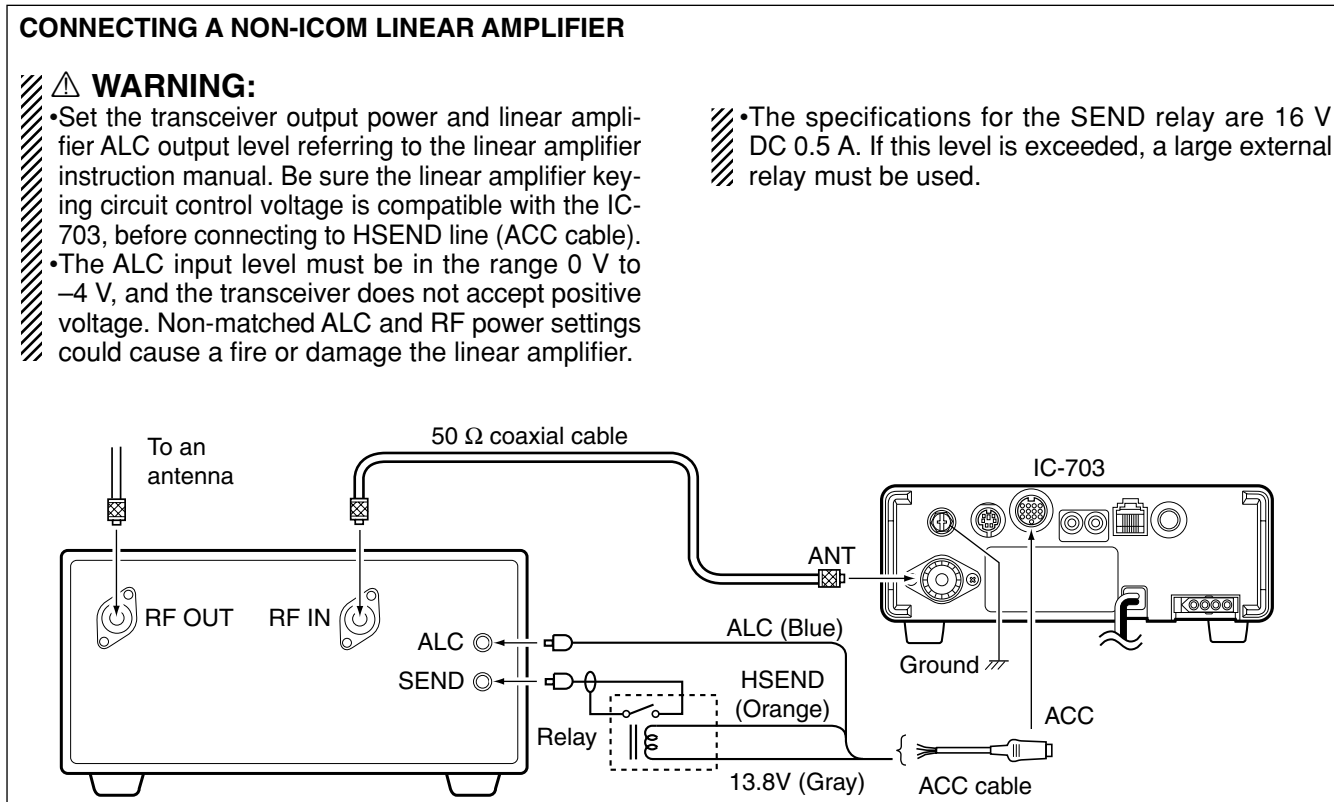 CONNECTING A NON-ICOM LINEAR AMPLIFIER
⚠ WARNING:
•Set the transceiver output power and linear ampli-
fier ALC output level referring to the linear amplifier
instruction manual. Be sure the linear amplifier key-
ing circuit control voltage is compatible with the IC-
703, before connecting to HSEND line (ACC cable).
•The ALC input level must be in the range 0 V to
–4 V, and the transceiver does not accept positive
voltage. Non-matched ALC and RF power settings
could cause a fire or damage the linear amplifier.
•The specifications for the SEND relay are 16 V
DC 0.5 A. If this level is exceeded, a large external
relay must be used.
To an
antenna
50 Ω coaxial cable
IC-703
ANT
RF OUT
RF IN
ALC
SEND
ALC (Blue)
HSEND
(Orange)
Relay
13.8V (Gray)
Ground
ACC
ACC cable